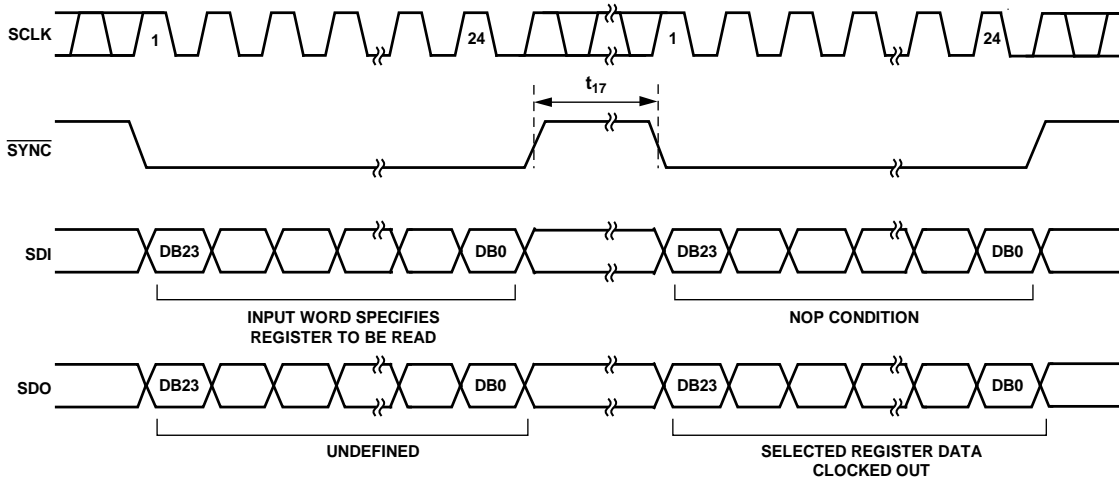 SCLK
1
24
1
24
t17
SYNC
SDI
DB23
DB0
DB23
DB0
INPUT WORD SPECIFIES
REGISTER TO BE READ
NOP CONDITION
SDO
DB23
DB0
DB23
DB0
UNDEFINED
SELECTED REGISTER DATA
CLOCKED OUT